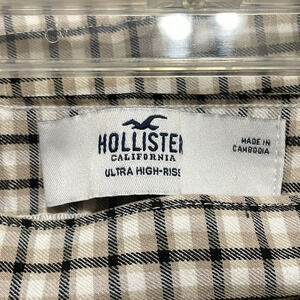 HOLLISTER
CALIFORNIA
ULTRA HIGH-RISE
MADE IN
CAMBODIA